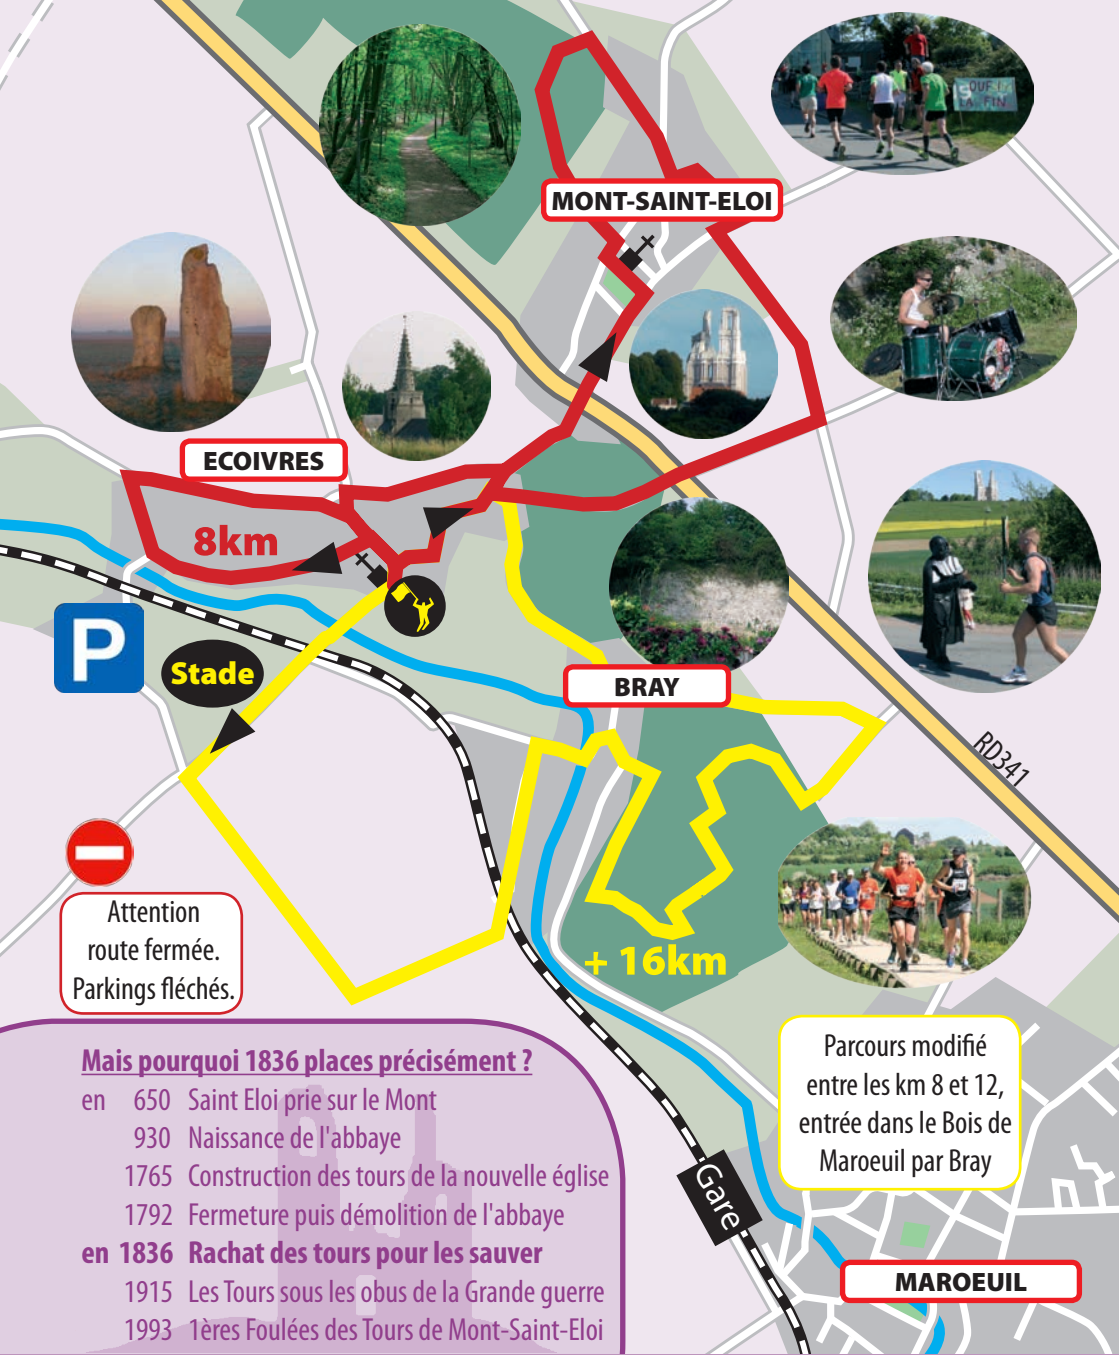 OUF !
LA FIN
MONT-SAINT-ELOI
ECOIVRES
8km
P
Stade
BRAY
RD341
+ 16km
Attention
route fermée.
Parkings fléchés.
Parcours modifié
entre les km 8 et 12,
entrée dans le Bois de
Maroeuil par Bray
Mais pourquoi 1836 places précisément ?
en 650 Saint Eloi prie sur le Mont
930 Naissance de l'abbaye
1765 Construction des tours de la nouvelle église
1792 Fermeture puis démolition de l'abbaye
en 1836 Rachat des tours pour les sauver
1915 Les Tours sous les obus de la Grande guerre
1993 1ères Foulées des Tours de Mont-Saint-Eloi
Gare
MAROEUIL